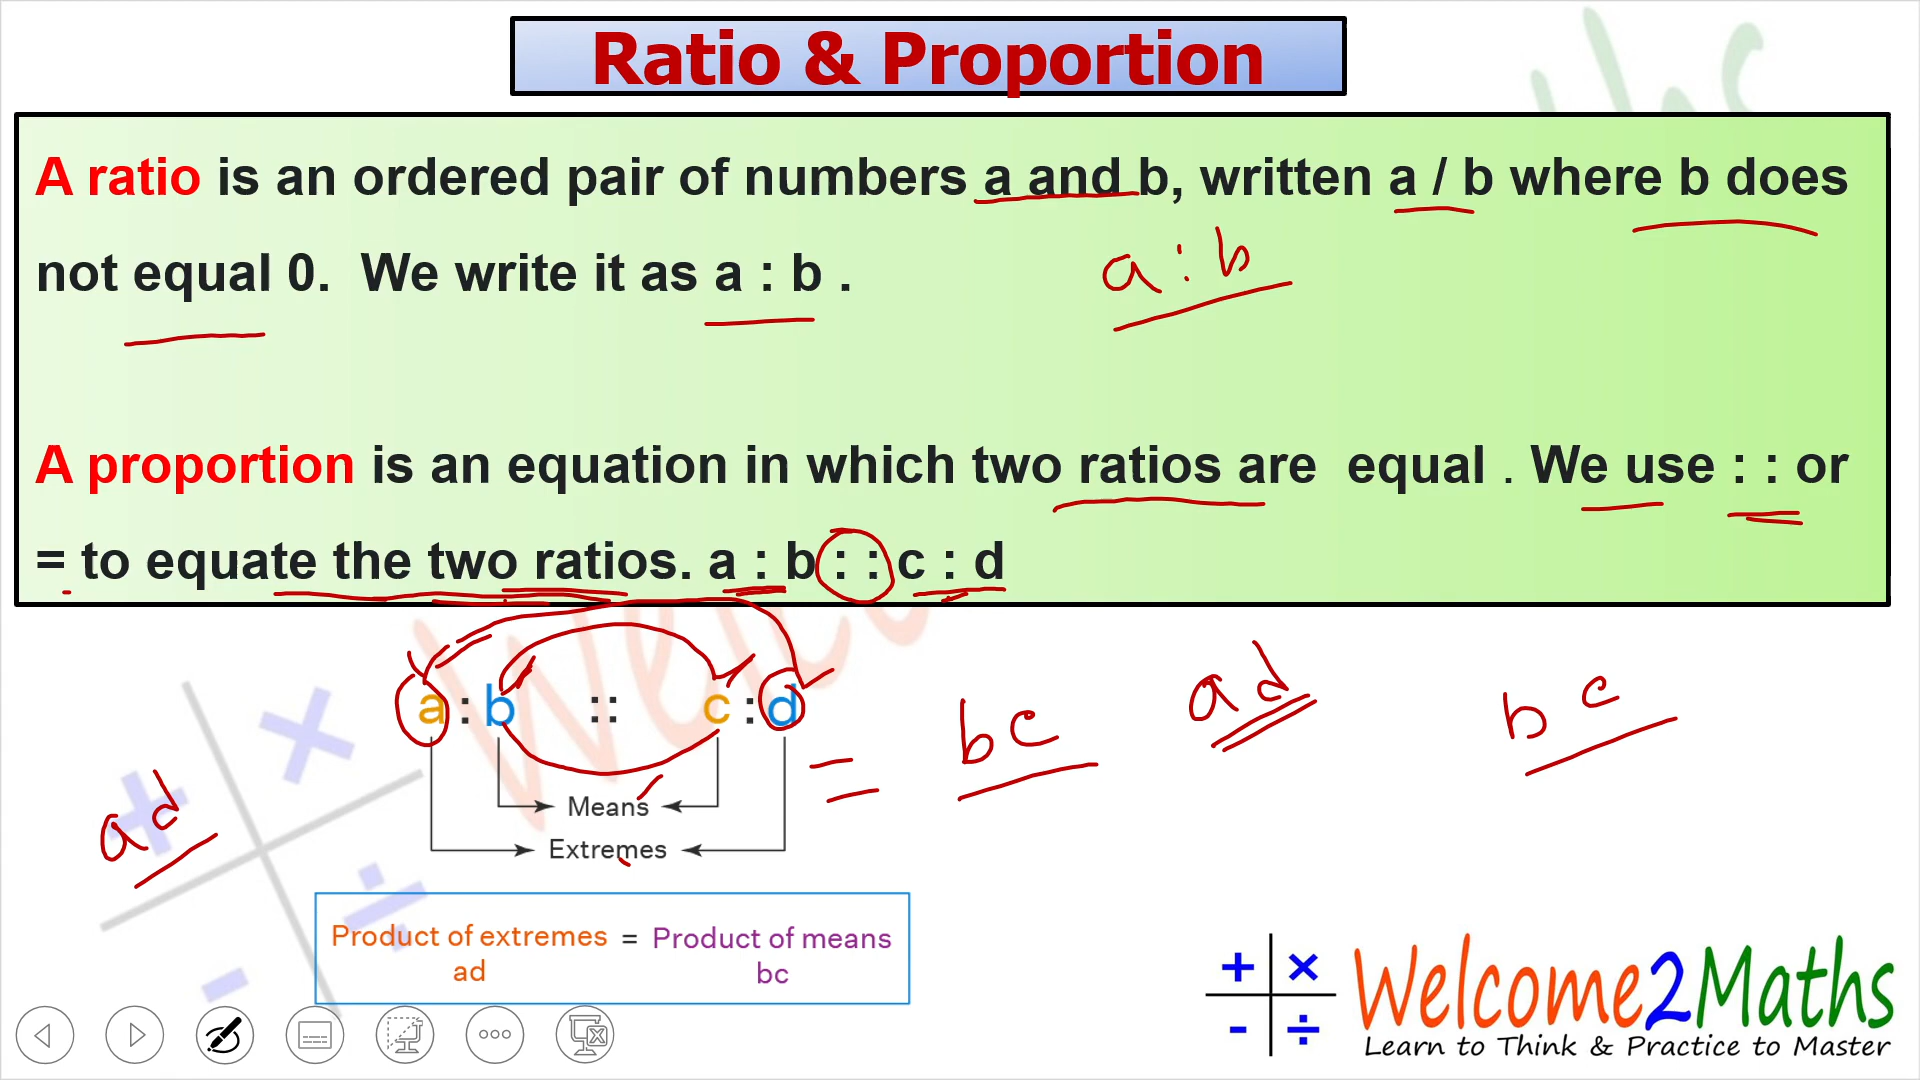 Ratio & Proportion
A ratio is an ordered pair of numbers a and b, written a / b where b does
not equal 0. We write it as a : b .
a : b
A proportion is an equation in which two ratios are equal . We use : : or
= to equate the two ratios. a : b : : c : d
a : b :: c : d
= bc
ad
bc
ad
Means
Extremes
Product of extremes = Product of means
ad bc
+ × - ÷
Welcome2Maths
Learn to Think & Practice to Master